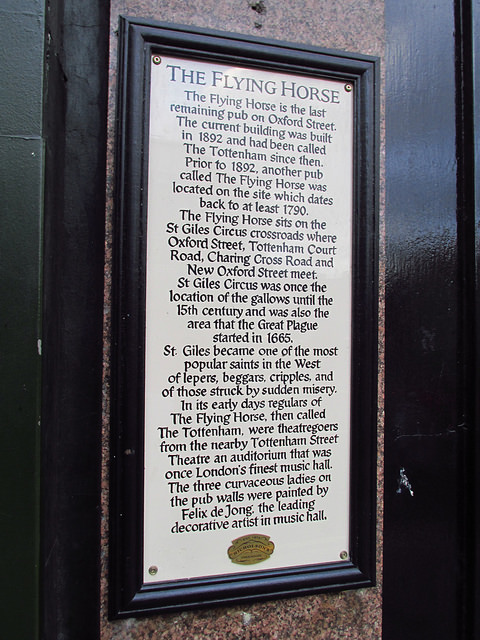 THE FLYING HORSE
The Flying Horse is the last
remaining pub on Oxford Street.
The current building was built
in 1892 and had been called
The Tottenham since then.
Prior to 1892, another pub
called The Flying Horse was
located on the site which dates
back to at least 1790.
The Flying Horse sits on the
St Giles Circus crossroads where
Oxford Street, Tottenham Court
Road, Charing Cross Road and
New Oxford Street meet.
St Giles Circus was once the
location of the gallows until the
15th century and was also the
area that the Great Plague
started in 1665.
St. Giles became one of the most
popular saints in the West
of lepers, beggars, cripples, and
of those struck by sudden misery.
In its early days regulars of
The Flying Horse, then called
The Tottenham, were theatregoers
from the nearby Tottenham Street
Theatre an auditorium that was
once London's finest music hall.
The three curvaceous ladies on
the pub walls were painted by
Felix de Jong, the leading
decorative artist in music hall.
NICHOLSON'S